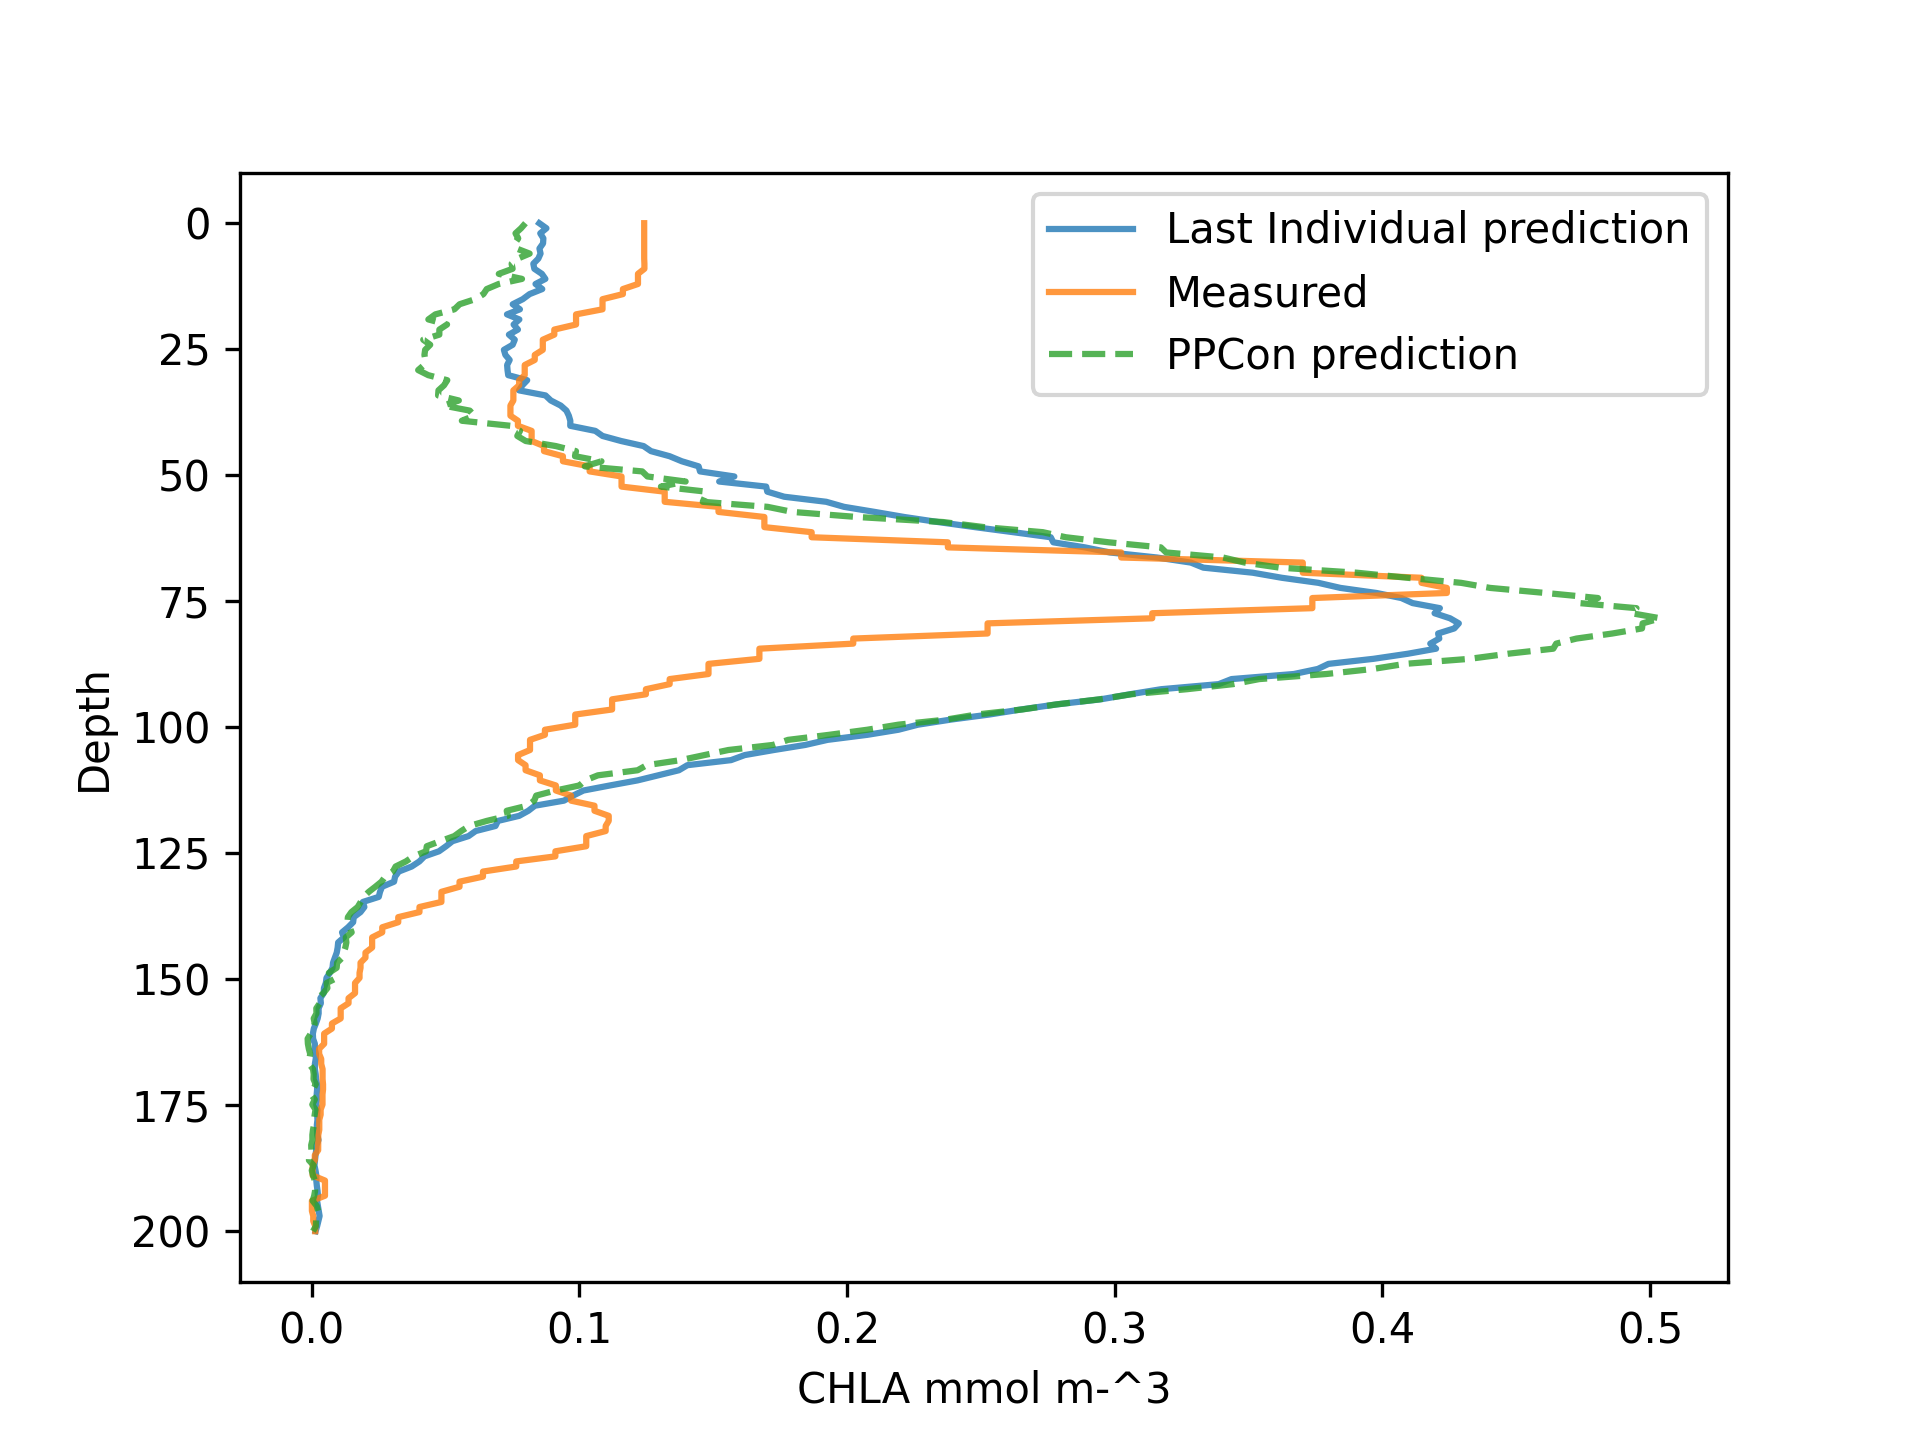 Last Individual prediction
Measured
PPCon prediction
0
25
50
75
100
125
150
175
200
Depth
0.0 0.1 0.2 0.3 0.4 0.5
CHLA mmol m-^3